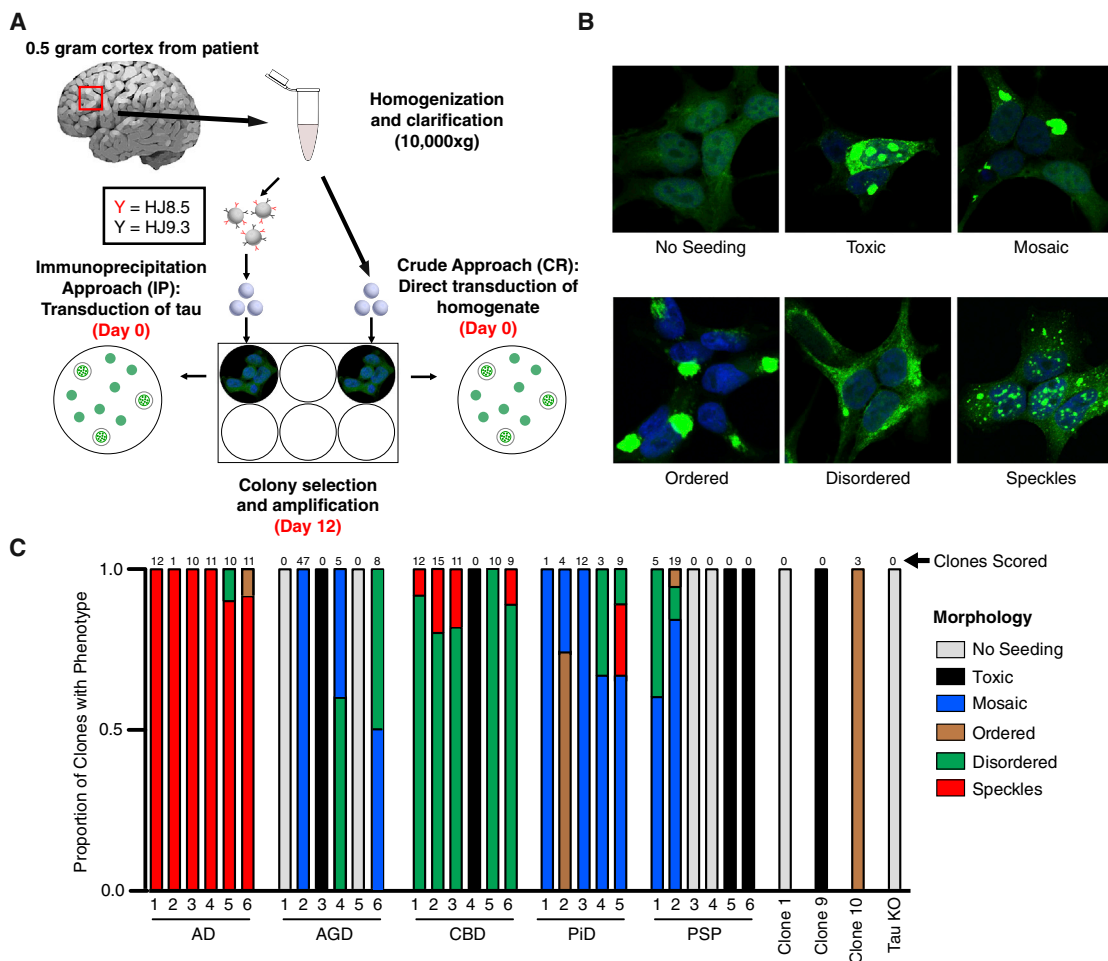 A
0.5 gram cortex from patient
Homogenization
and clarification
(10,000xg)
Y = HJ8.5
Y = HJ9.3
Immunoprecipitation
Approach (IP):
Transduction of tau
(Day 0)
Crude Approach (CR):
Direct transduction of
homogenate
(Day 0)
Colony selection
and amplification
(Day 12)
B
No Seeding
Toxic
Mosaic
Ordered
Disordered
Speckles
C
12 1 10 11 10 11 0 47 0 5 0 8 12 15 11 0 10 9 1 4 12 3 9 5 19 0 0 0 0 0 0 3 0
Clones Scored
Proportion of Clones with Phenotype
1.0
0.5
0.0
Morphology
No Seeding
Toxic
Mosaic
Ordered
Disordered
Speckles
1 2 3 4 5 6 1 2 3 4 5 6 1 2 3 4 5 6 1 2 3 4 5 1 2 3 4 5 6
AD AGD CBD PiD PSP
Clone 1
Clone 9
Clone 10
Tau KO